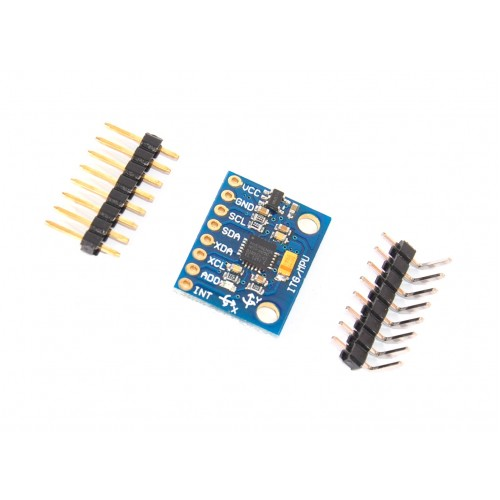 VCC
GND
SCL
SDA
XDA
XCL
ADO
INT
ITG/MPU
Y
X